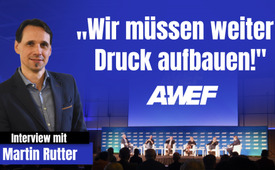 "Wir müssen weiter
Druck aufbauen!"
AWEF
Interview mit
Martin Rutter